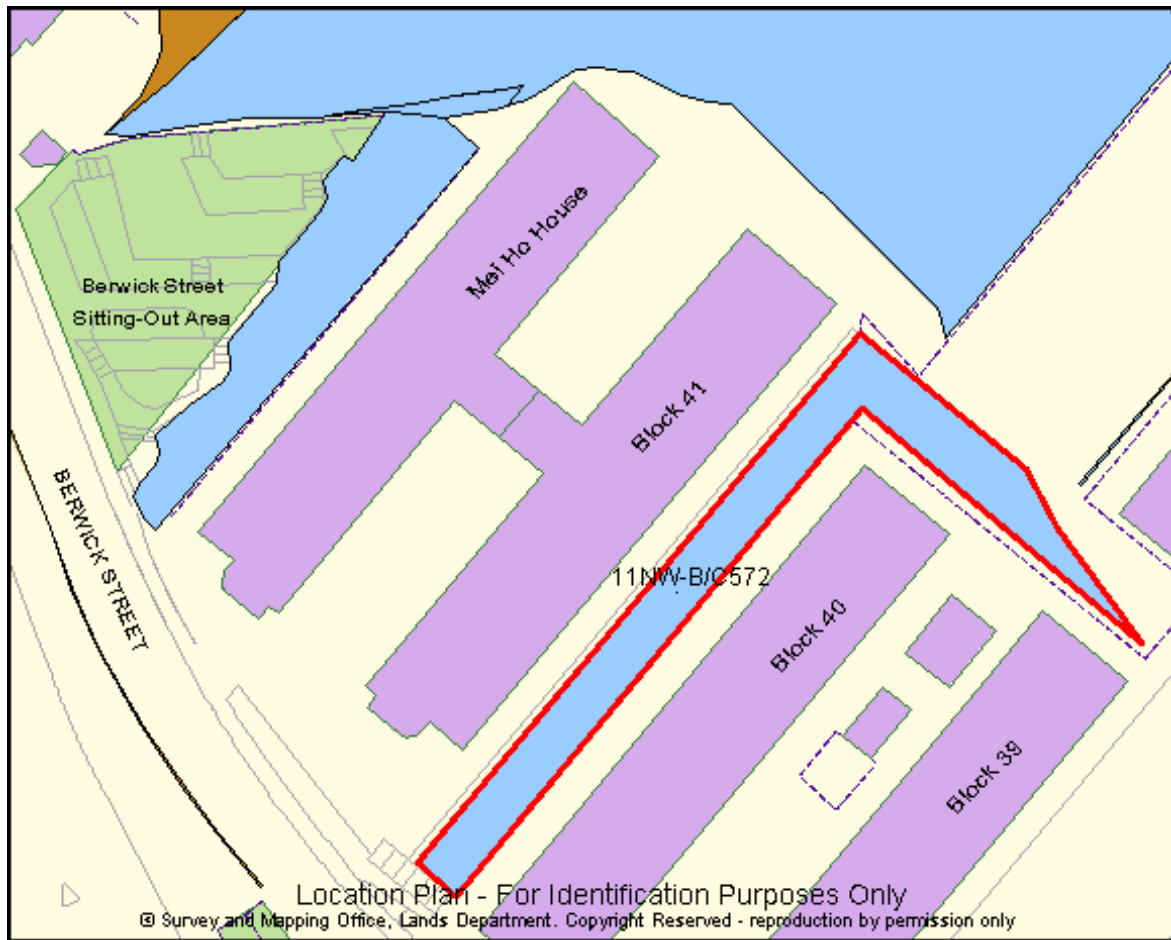 Mei Ho House
Berwick Street
Sitting-Out Area
Block 41
BERWICK STREET
11NW-B/C572
Block 40
Block 39
Location Plan - For Identification Purposes Only
© Survey and Mapping Office, Lands Department. Copyright Reserved - reproduction by permission only